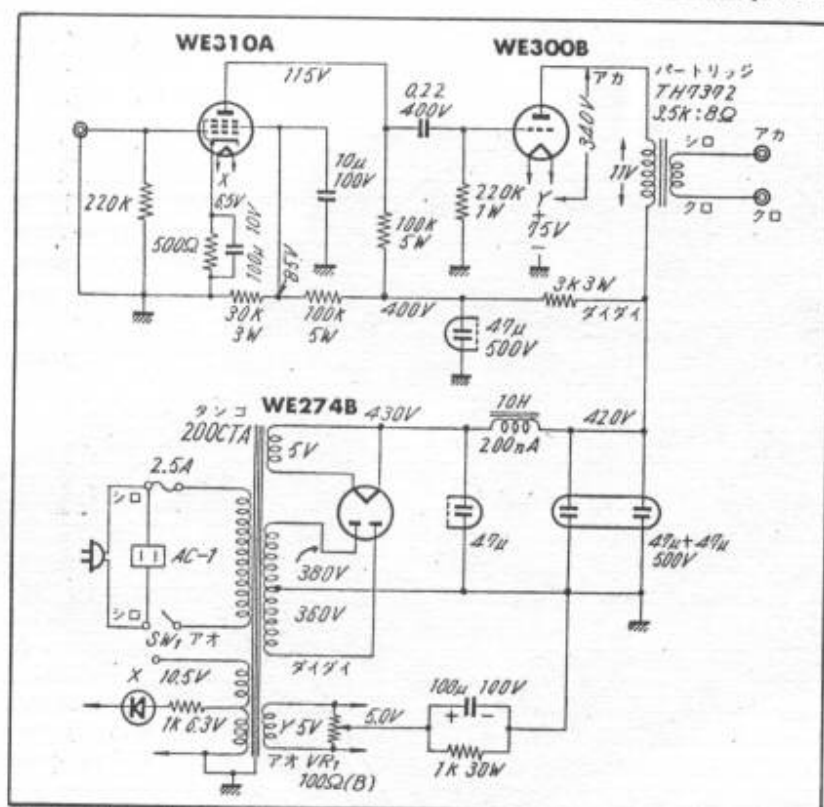 WE310A
WE300B
115V
0.22
400V
アカ
パートリッジ
TH7372
3.5K:8Ω
シロ
アカ
クロ
クロ
11V
340V
X
6.5V
10μ
100V
220K
500Ω
100μ 10V
85V
100K
5W
220K
1W
Y
+
75V
−
30K
3W
100K
5W
400V
3K3W
ダイダイ
47μ
500V
タンゴ
200CTA
WE274B
430V
10H
200mA
420V
5V
2.5A
シロ
AC-1
シロ
SW1 アオ
380V
360V
47μ
47μ+47μ
500V
ダイダイ
X
10.5V
1K 6.3V
Y 5V
5.0V
アオ VR1
100Ω(B)
100μ 100V
+ −
1K 30W